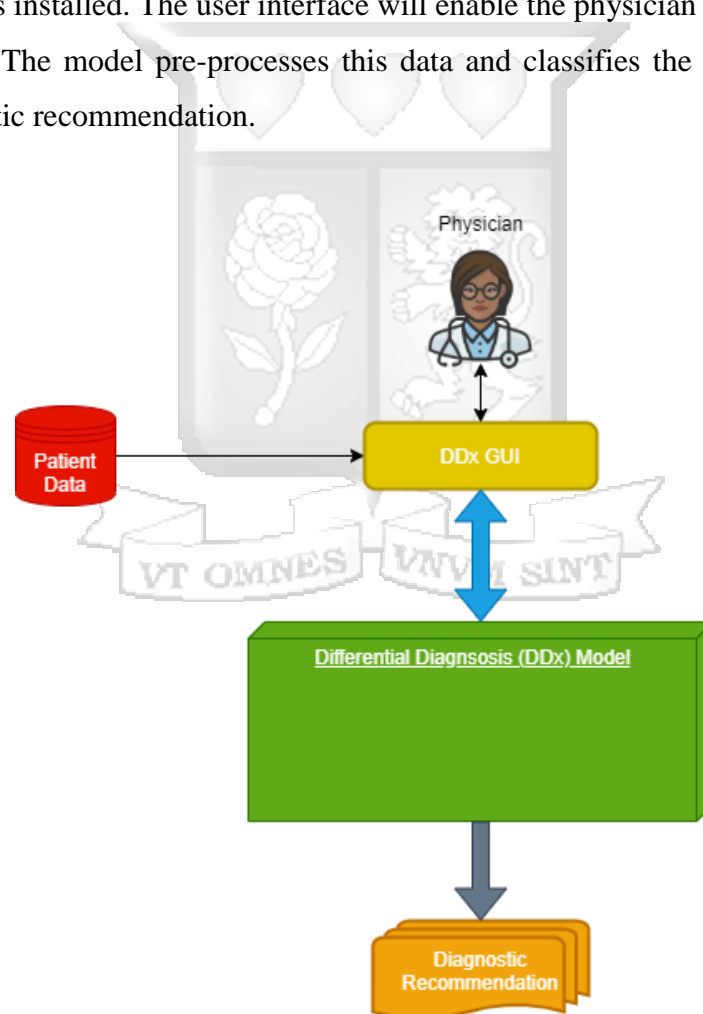 s installed. The user interface will enable the physician
The model pre-processes this data and classifies the
tic recommendation.
Physician
Patient
Data
DDx GUI
VT OMNES VNVM SINT
Differential Diagnsosis (DDx) Model
Diagnostic
Recommendation